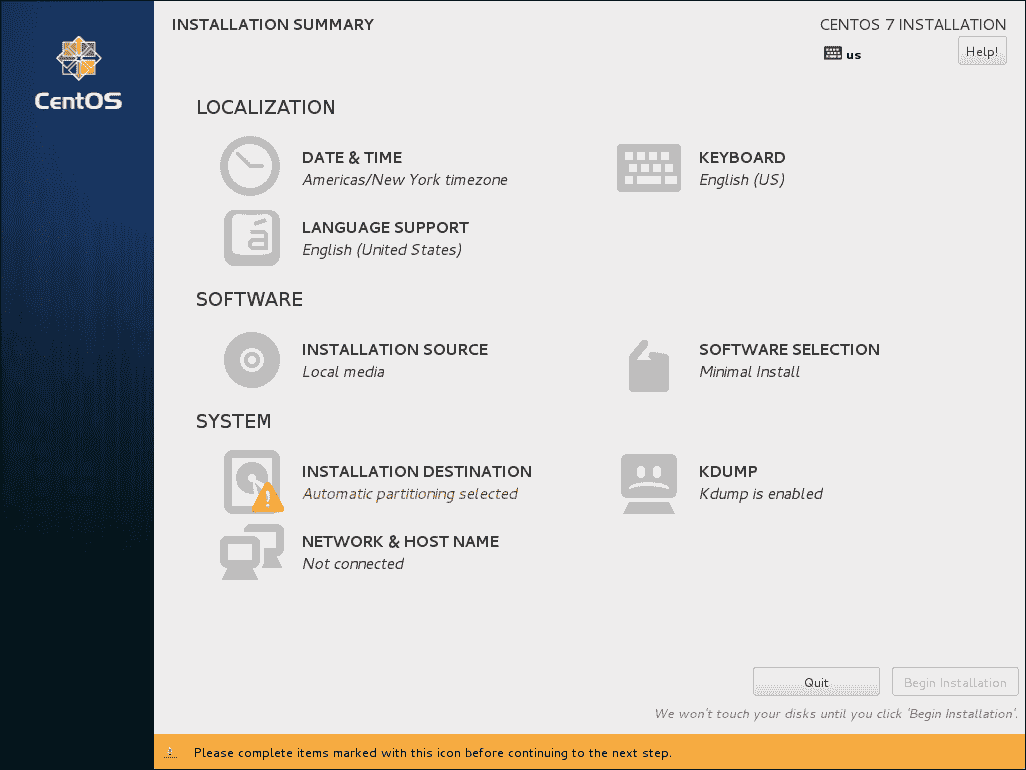 INSTALLATION SUMMARY
CENTOS 7 INSTALLATION
us
Help!
CentOS
LOCALIZATION
DATE & TIME
Americas/New York timezone
KEYBOARD
English (US)
LANGUAGE SUPPORT
English (United States)
SOFTWARE
INSTALLATION SOURCE
Local media
SOFTWARE SELECTION
Minimal Install
SYSTEM
INSTALLATION DESTINATION
Automatic partitioning selected
KDUMP
Kdump is enabled
NETWORK & HOST NAME
Not connected
Quit
Begin Installation
We won't touch your disks until you click 'Begin Installation'.
Please complete items marked with this icon before continuing to the next step.